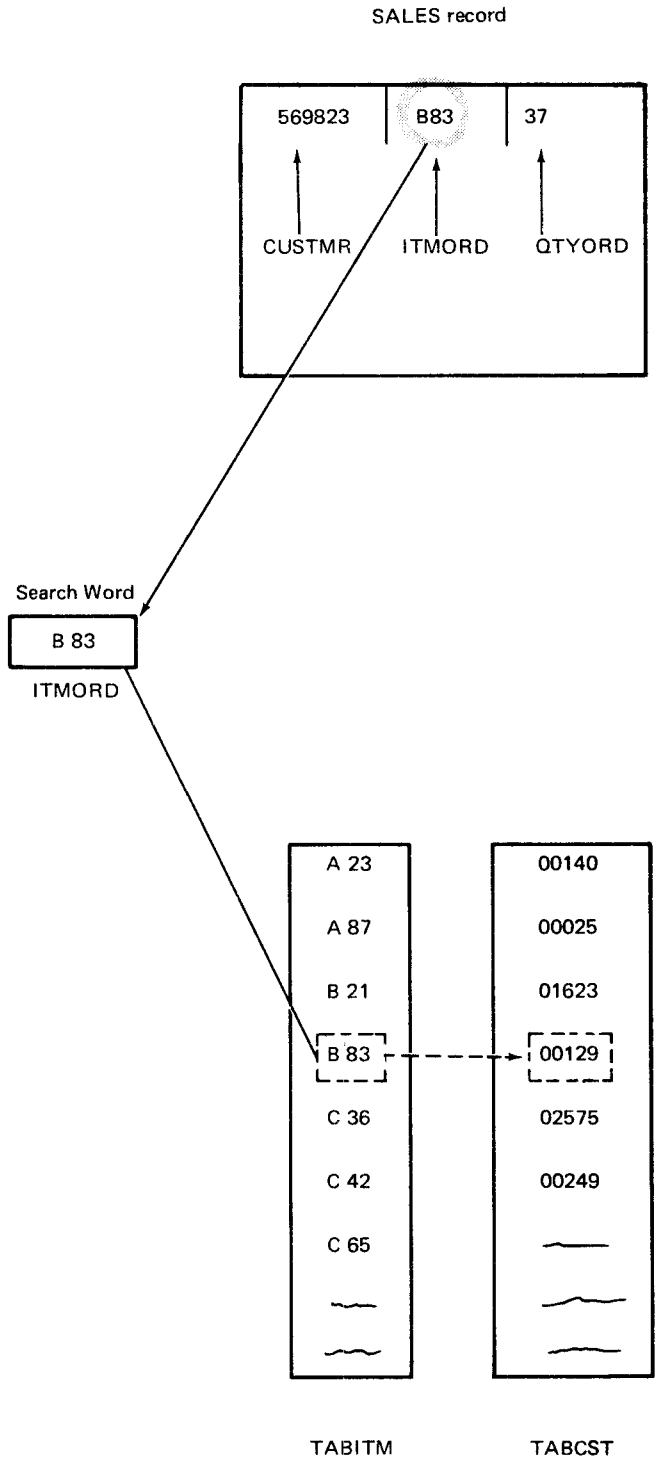 SALES record
569823 B83 37
CUSTMR ITMORD QTYORD
Search Word
B 83
ITMORD
A 23 00140
A 87 00025
B 21 01623
B 83 00129
C 36 02575
C 42 00249
C 65
TABITM TABCST